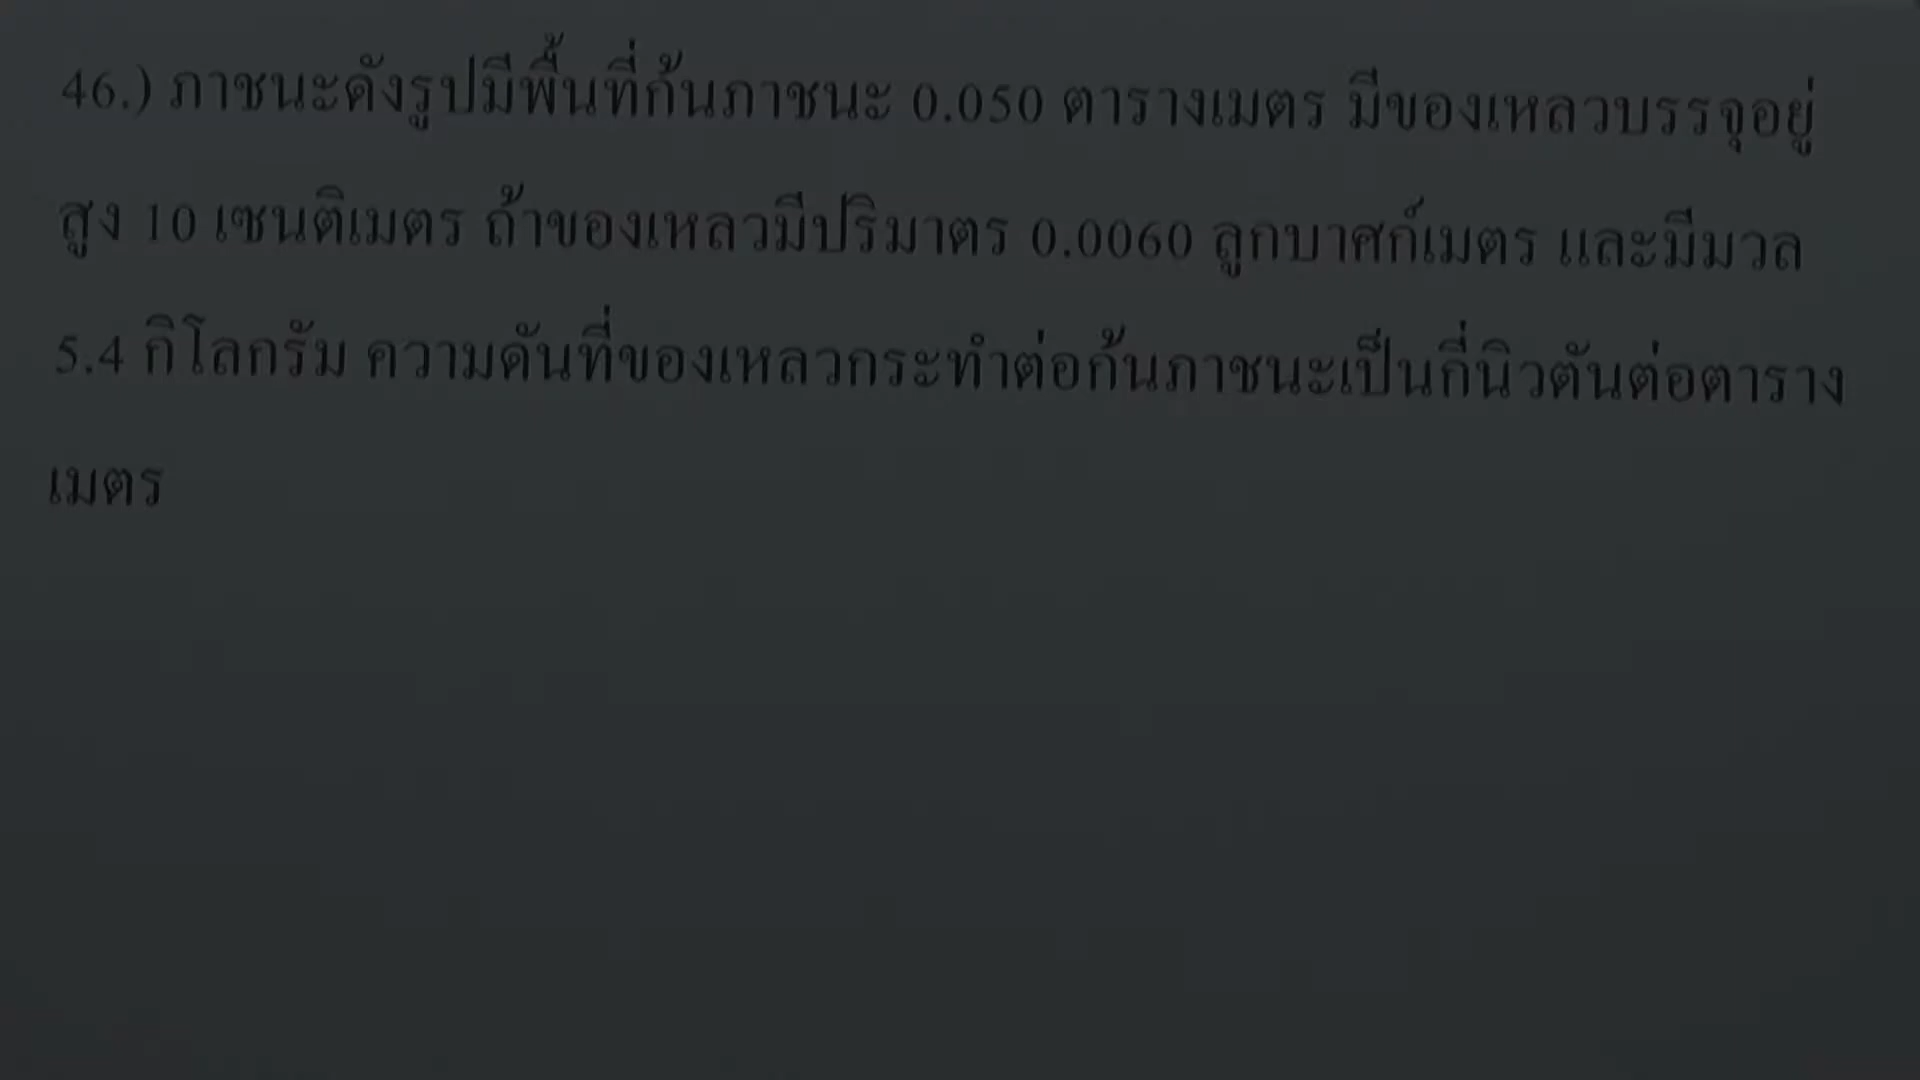 46.) ภาชนะดังรูปมีพื้นที่ก้นภาชนะ 0.050 ตารางเมตร มีของเหลวบรรจุอยู่
สูง 10 เซนติเมตร ถ้าของเหลวมีปริมาตร 0.0060 ลูกบาศก์เมตร และมีมวล
5.4 กิโลกรัม ความดันที่ของเหลวกระทำต่อก้นภาชนะเป็นกี่นิวตันต่อตาราง
เมตร